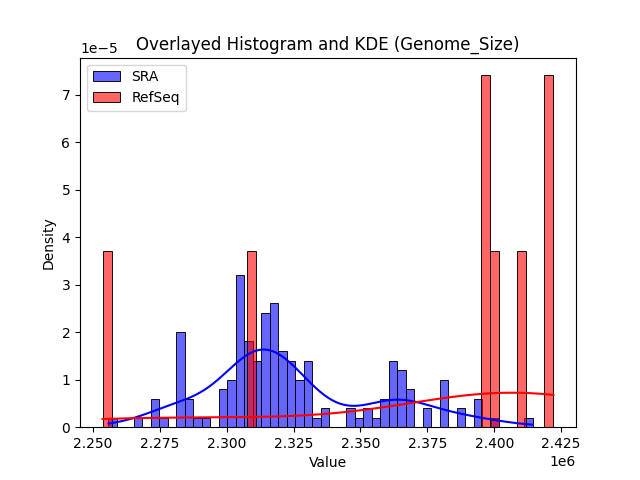 Overlayed Histogram and KDE (Genome_Size)
1e−5
SRA
RefSeq
7
6
5
4
3
2
1
0
Density
2.250 2.275 2.300 2.325 2.350 2.375 2.400 2.425
1e6
Value